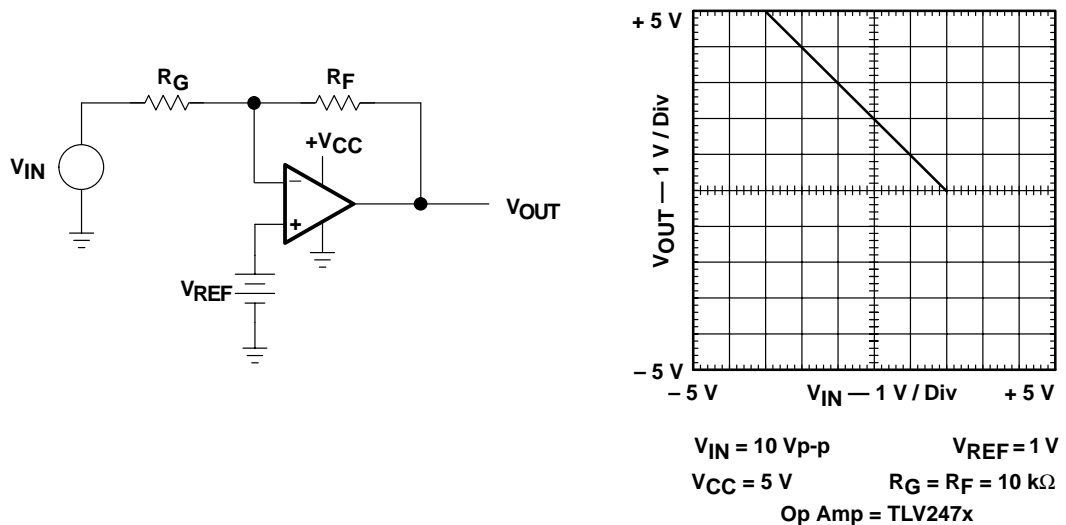 RG
RF
+VCC
VIN
−
+
VOUT
VREF
+ 5 V
VOUT — 1 V / Div
– 5 V
– 5 V
VIN — 1 V / Div
+ 5 V
VIN = 10 Vp-p
VREF = 1 V
VCC = 5 V
RG = RF = 10 kΩ
Op Amp = TLV247x